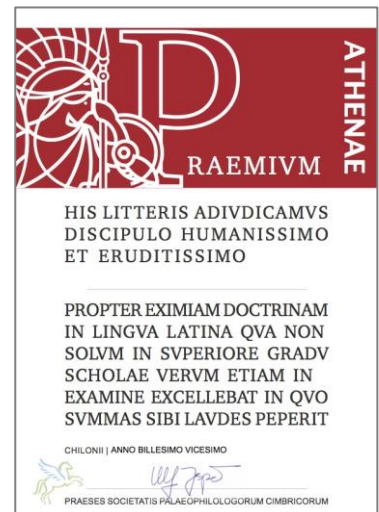 PRAEMIVM
ATHENAE
HIS LITTERIS ADIVDICAMVS
DISCIPULO HUMANISSIMO
ET ERUDITISSIMO
PROPTER EXIMIAM DOCTRINAM
IN LINGVA LATINA QVA NON
SOLVM IN SVPERIORE GRADV
SCHOLAE VERVM ETIAM IN
EXAMINE EXCELLEBAT IN QVO
SVMMAS SIBI LAVDES PEPERIT
CHILONII | ANNO BILLESIMO VICESIMO
PRAESES SOCIETATIS PALAEOPHILOLOGORUM CIMBRICORUM